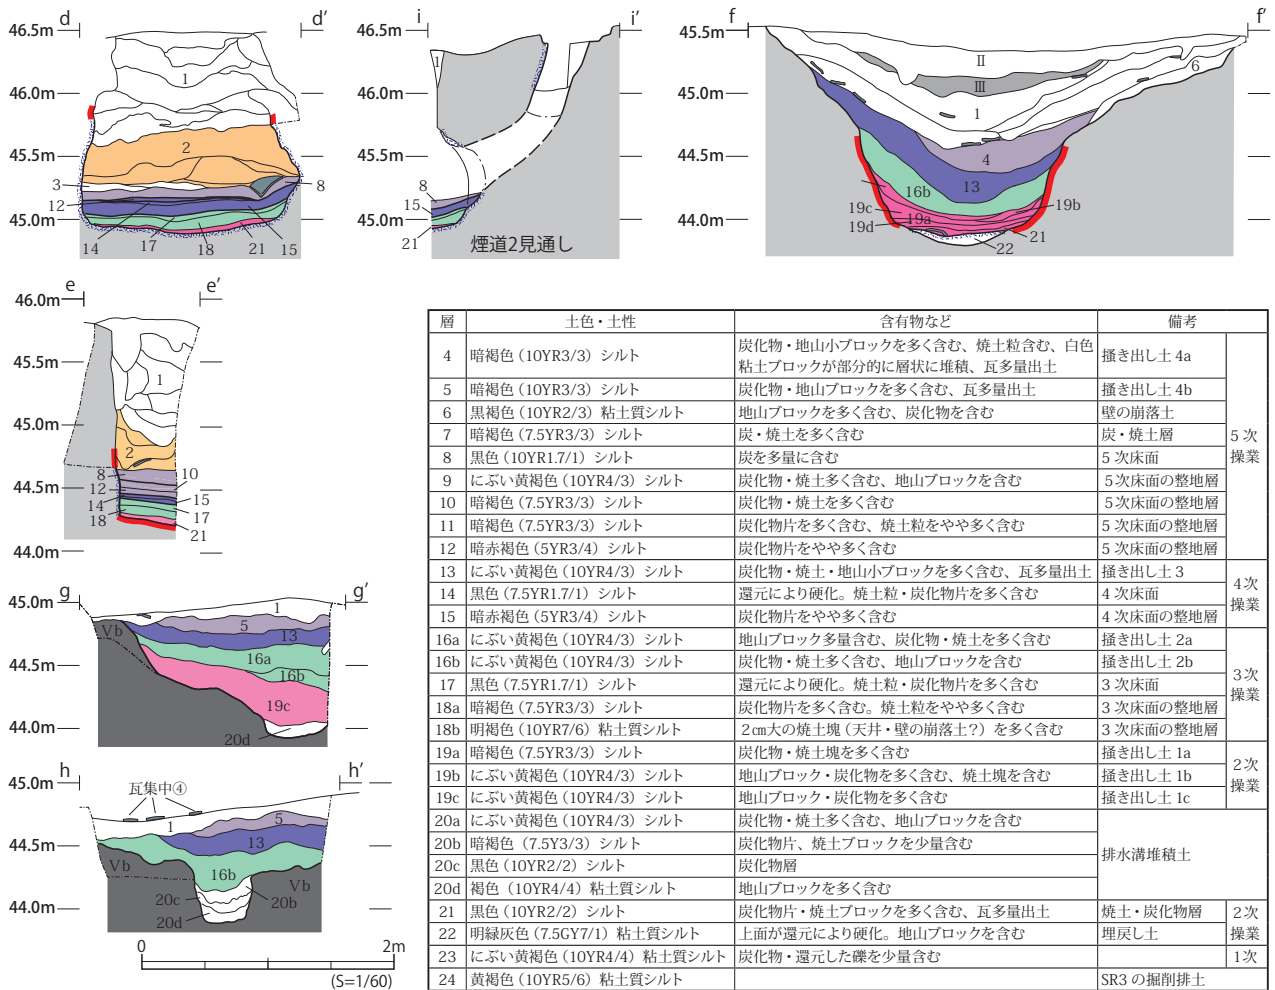 d d’
46.5m
46.0m
45.5m
45.0m
1
2
3
8
12
14
17
18
21
15
i i’
46.5m
46.0m
45.5m
45.0m
1
8
15
21
煙道2見通し
f f’
45.5m
45.0m
44.5m
44.0m
Ⅱ
Ⅲ
6
1
4
13
16b
19c
19a
19b
19d
21
22
e e’
46.0m
45.5m
45.0m
44.5m
44.0m
1
2
8
10
12
14
15
17
18
21
g g’
45.0m
44.5m
44.0m
1
Vb
5
13
16a
16b
19c
20d
h h’
45.0m
44.5m
44.0m
瓦集中④
1
5
13
Vb
16b
Vb
20c
20b
20d
0 2m
(S=1/60)
層 土色・土性 含有物など 備考
4 暗褐色（10YR3/3）シルト 炭化物・地山小ブロックを多く含む、焼土粒含む、白色
粘土ブロックが部分的に層状に堆積、瓦多量出土 掻き出し土 4a
5 暗褐色（10YR3/3）シルト 炭化物・地山ブロックを多く含む、瓦多量出土 掻き出し土 4b
6 黒褐色（10YR2/3）粘土質シルト 地山ブロックを多く含む、炭化物を含む 壁の崩落土
7 暗褐色（7.5YR3/3）シルト 炭・焼土を多く含む 炭・焼土層
8 黒色（10YR1.7/1）シルト 炭を多量に含む 5 次床面
9 にぶい黄褐色（10YR4/3）シルト 炭化物・焼土多く含む、地山ブロックを含む 5次床面の整地層
10 暗褐色（7.5YR3/3）シルト 炭化物・焼土を多く含む 5次床面の整地層
11 暗褐色（7.5YR3/3）シルト 炭化物片を多く含む、焼土粒をやや多く含む 5 次床面の整地層
12 暗赤褐色（5YR3/4）シルト 炭化物片をやや多く含む 5 次床面の整地層
5 次
操業
13 にぶい黄褐色（10YR4/3）シルト 炭化物・焼土・地山小ブロックを多く含む、瓦多量出土 掻き出し土 3
14 黒色（7.5YR1.7/1）シルト 還元により硬化。焼土粒・炭化物片を多く含む 4 次床面
15 暗赤褐色（5YR3/4）シルト 炭化物片をやや多く含む 4 次床面の整地層
4次
操業
16a にぶい黄褐色（10YR4/3）シルト 地山ブロック多量含む、炭化物・焼土を多く含む 掻き出し土 2a
16b にぶい黄褐色（10YR4/3）シルト 炭化物・焼土多く含む、地山ブロックを含む 掻き出し土 2b
17 黒色（7.5YR1.7/1）シルト 還元により硬化。焼土粒・炭化物片を多く含む 3 次床面
18a 暗褐色（7.5YR3/3）シルト 炭化物片を多く含む。焼土粒をやや多く含む 3 次床面の整地層
18b 明褐色（10YR7/6）粘土質シルト 2㎝大の焼土塊（天井・壁の崩落土？）を多く含む 3 次床面の整地層
3次
操業
19a 暗褐色（7.5YR3/3）シルト 炭化物・焼土塊を多く含む 掻き出し土 1a
19b にぶい黄褐色（10YR4/3）シルト 地山ブロック・炭化物を多く含む、焼土塊を含む 掻き出し土 1b
19c にぶい黄褐色（10YR4/3）シルト 地山ブロック・炭化物を多く含む 掻き出し土 1c
2次
操業
20a にぶい黄褐色（10YR4/3）シルト 炭化物・焼土多く含む、地山ブロックを含む
20b 暗褐色（7.5Y3/3）シルト 炭化物片、焼土ブロックを少量含む
20c 黒色（10YR2/2）シルト 炭化物層
20d 褐色（10YR4/4）粘土質シルト 地山ブロックを多く含む
排水溝堆積土
21 黒色（10YR2/2）シルト 炭化物片・焼土ブロックを多く含む、瓦多量出土 焼土・炭化物層
22 明緑灰色（7.5GY7/1）粘土質シルト 上面が還元により硬化。地山ブロックを含む 埋戻し土
2次
操業
23 にぶい黄褐色（10YR4/4）粘土質シルト 炭化物・還元した礫を少量含む 1次
24 黄褐色（10YR5/6）粘土質シルト SR3 の掘削排土